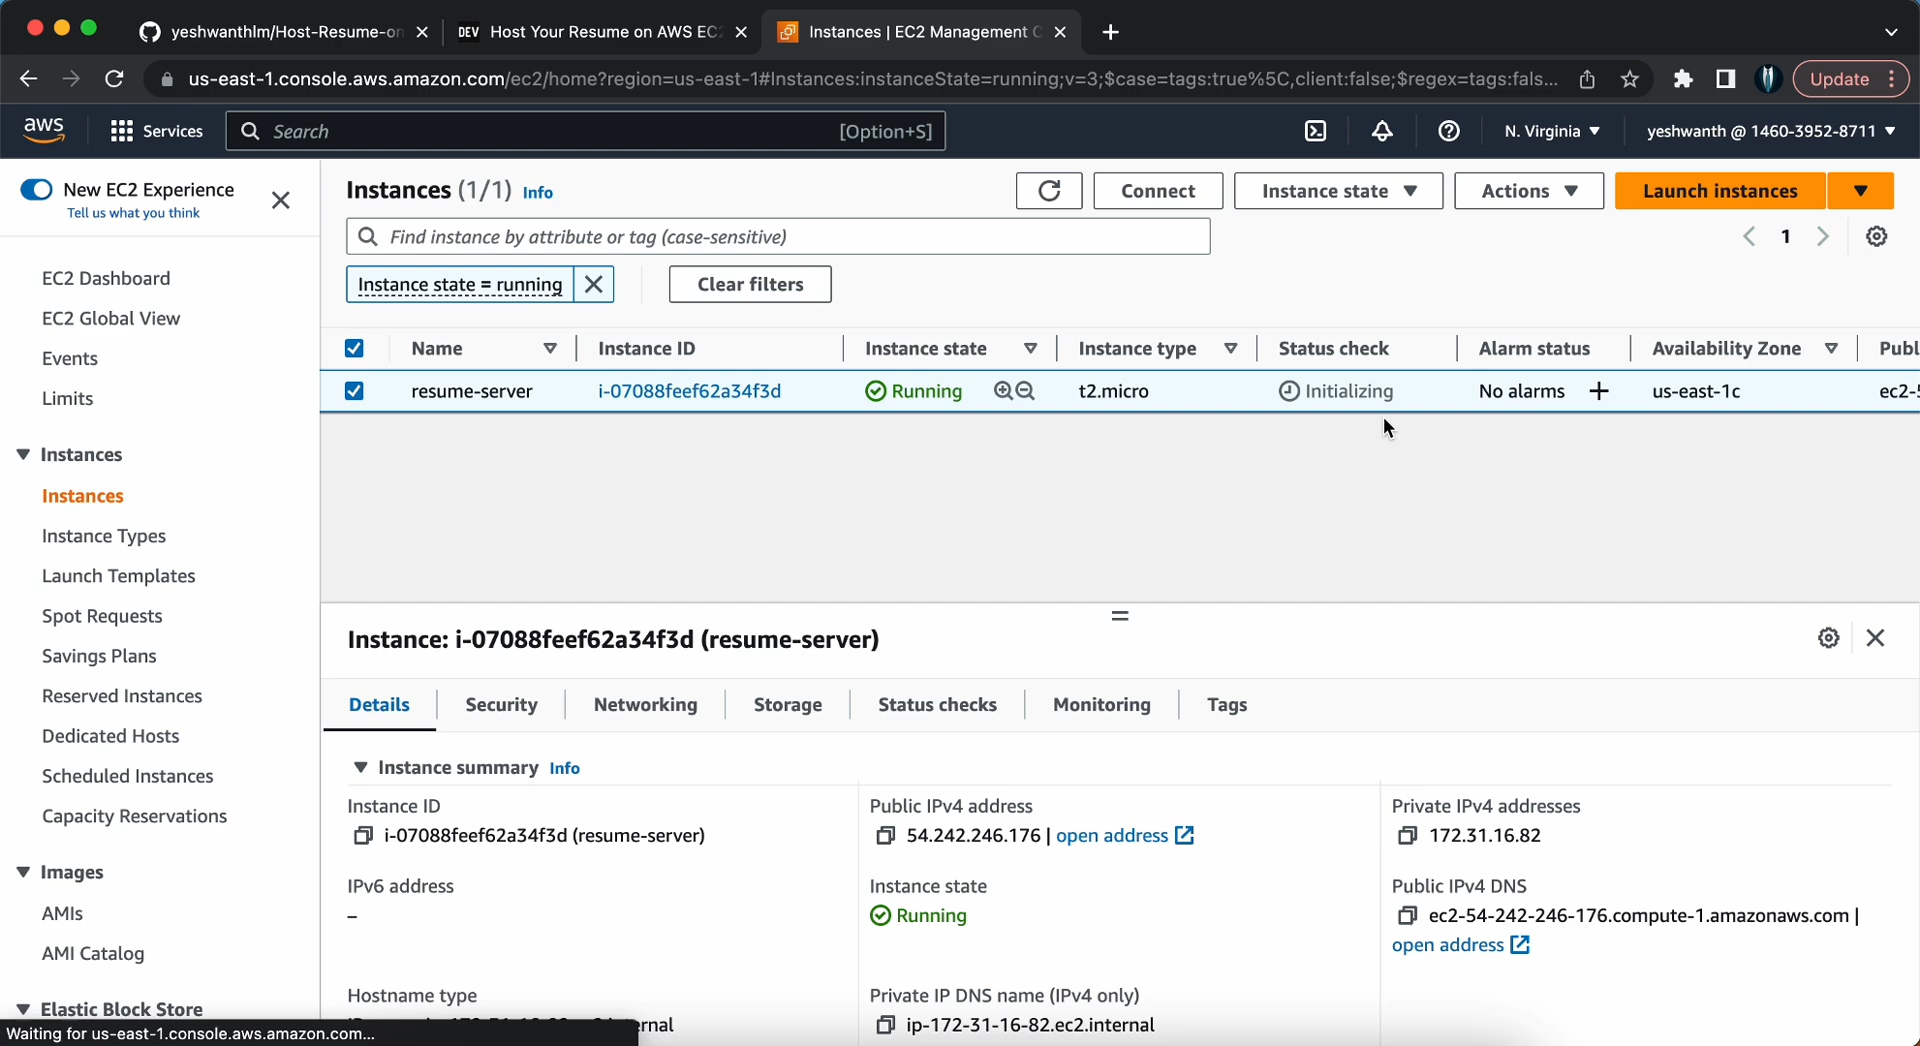 yeshwanthlm/Host-Resume-on
DEV Host Your Resume on AWS EC2
Instances | EC2 Management C
us-east-1.console.aws.amazon.com/ec2/home?region=us-east-1#Instances:instanceState=running;v=3;$case=tags:true%5C,client:false;$regex=tags:fals...
Update
aws Services Search [Option+S] N. Virginia yeshwanth @ 1460-3952-8711
New EC2 Experience
Tell us what you think
EC2 Dashboard
EC2 Global View
Events
Limits
Instances
Instances
Instance Types
Launch Templates
Spot Requests
Savings Plans
Reserved Instances
Dedicated Hosts
Scheduled Instances
Capacity Reservations
Images
AMIs
AMI Catalog
Elastic Block Store
Waiting for us-east-1.console.aws.amazon.com...
Instances (1/1) Info
Connect Instance state Actions Launch instances
Find instance by attribute or tag (case-sensitive)
1
Instance state = running Clear filters
Name Instance ID Instance state Instance type Status check Alarm status Availability Zone Publ
resume-server i-07088feef62a34f3d Running t2.micro Initializing No alarms + us-east-1c ec2-5
Instance: i-07088feef62a34f3d (resume-server)
Details Security Networking Storage Status checks Monitoring Tags
Instance summary Info
Instance ID
i-07088feef62a34f3d (resume-server)
Public IPv4 address
54.242.246.176 | open address
Private IPv4 addresses
172.31.16.82
IPv6 address
–
Instance state
Running
Public IPv4 DNS
ec2-54-242-246-176.compute-1.amazonaws.com |
open address
Hostname type
Private IP DNS name (IPv4 only)
ip-172-31-16-82.ec2.internal